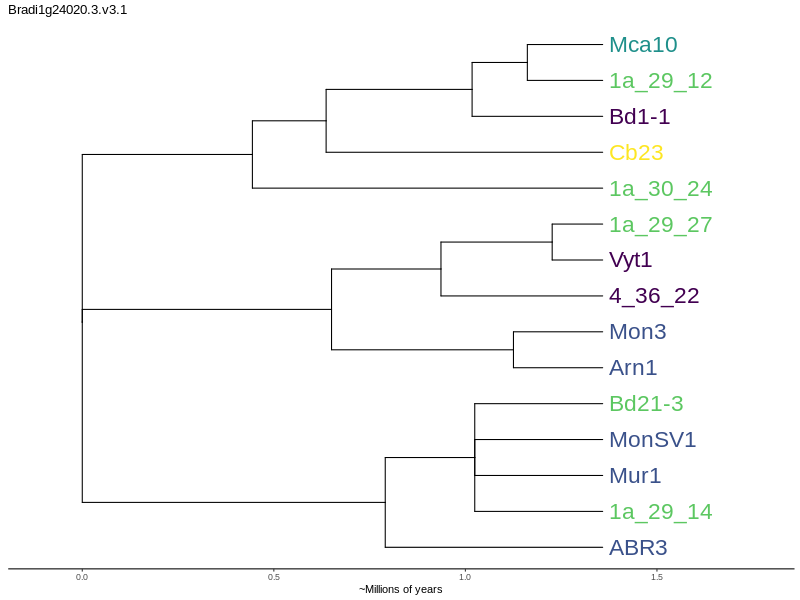 Bradi1g24020.3.v3.1
Mca10
1a_29_12
Bd1-1
Cb23
1a_30_24
1a_29_27
Vyt1
4_36_22
Mon3
Arn1
Bd21-3
MonSV1
Mur1
1a_29_14
ABR3
0.0 0.5 1.0 1.5
~Millions of years